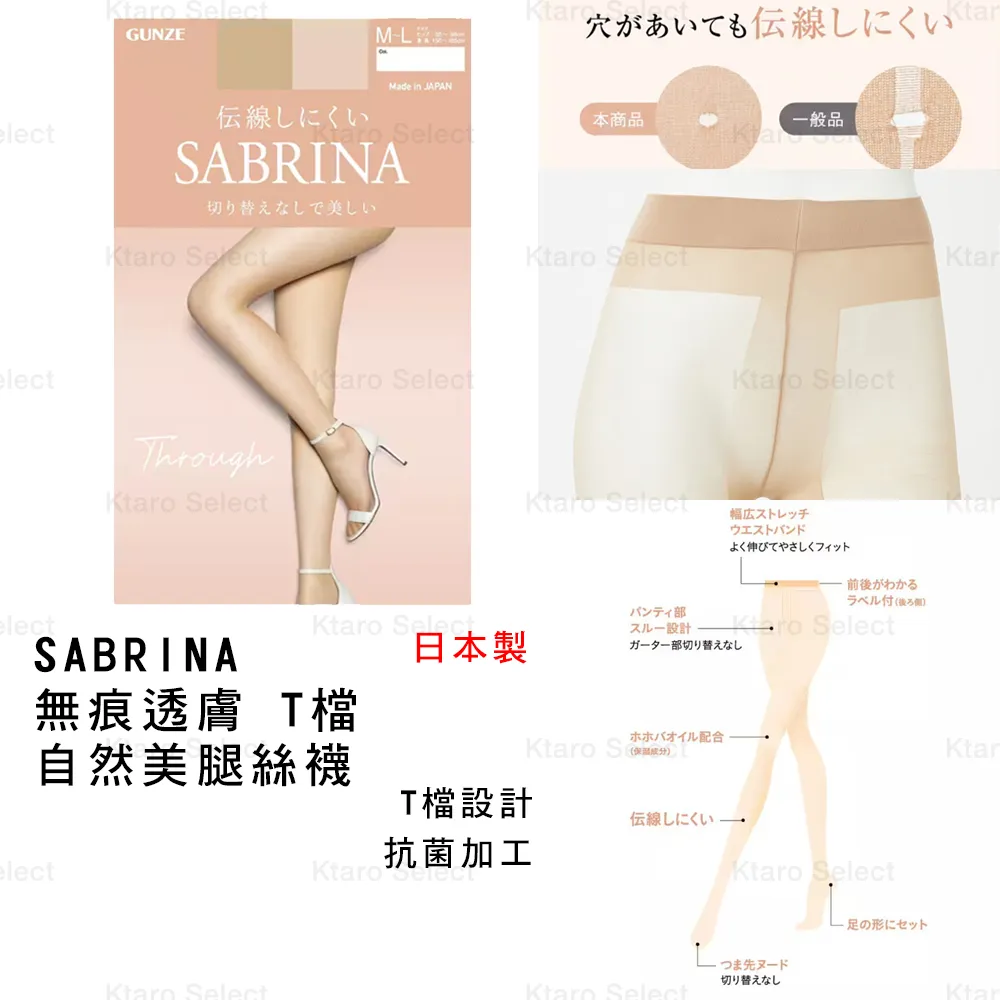 GUNZE
M~L
Made in JAPAN
伝線しにくい
SABRINA
切り替えなしで美しい
Through
穴があいても伝線しにくい
本商品
一般品
幅広ストレッチ
ウエストバンド
よく伸びてやさしくフィット
前後がわかる
ラベル付(後ろ側)
パンティ部
スルー設計
ガーター部切り替えなし
ホホバオイル配合
(保湿成分)
伝線しにくい
足の形にセット
つま先ヌード
切り替えなし
SABRINA
日本製
無痕透膚 T檔
自然美腿絲襪
T檔設計
抗菌加工
Ktaro Select